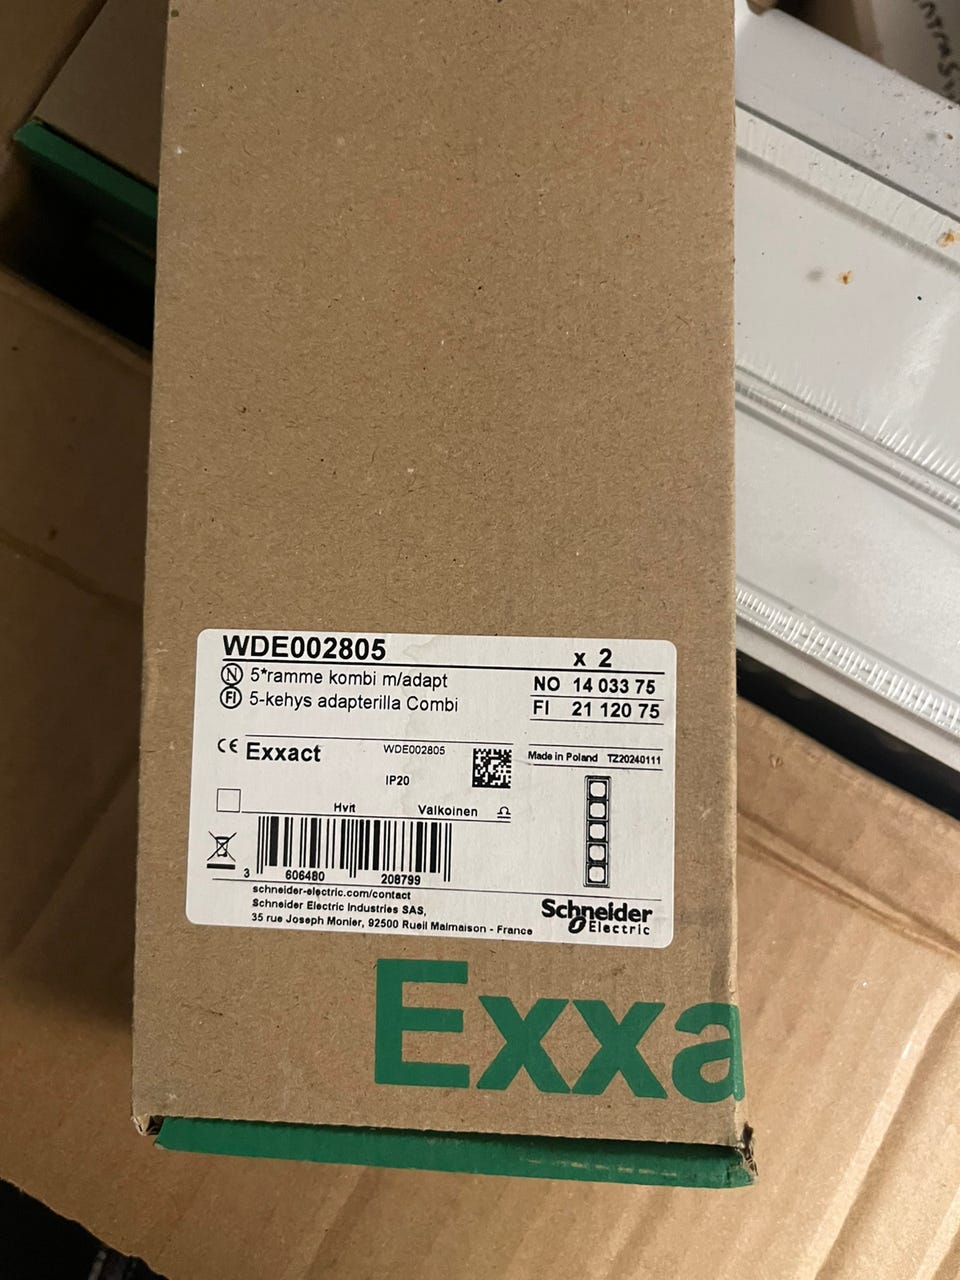 WDE002805
x 2
N 5*ramme kombi m/adapt
NO 14 033 75
FI 5-kehys adapterilla Combi
FI 21 120 75
CE Exxact
WDE002805
Made in Poland TZ20240111
IP20
Hvit Valkoinen
3 606480 208799
schneider-electric.com/contact
Schneider Electric Industries SAS,
35 rue Joseph Monier, 92500 Rueil Malmaison - France
Schneider
Electric
Exxa